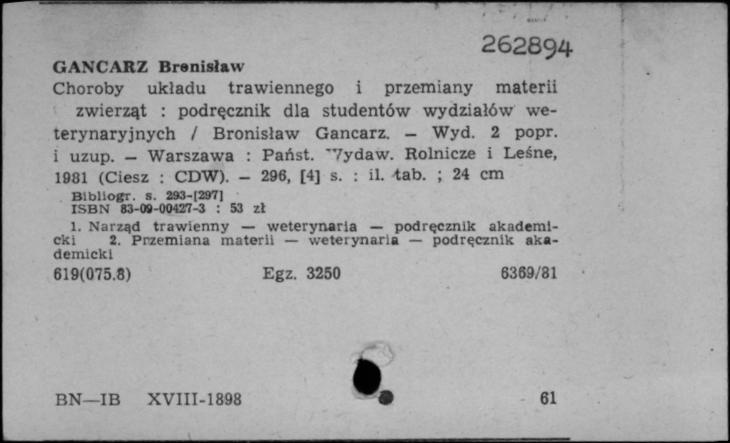 262894
GANCARZ Bronisław
Choroby układu trawiennego i przemiany materii
zwierząt : podręcznik dla studentów wydziałów we-
terynaryjnych / Bronisław Gancarz. — Wyd. 2 popr.
i uzup. — Warszawa : Państ. Wydaw. Rolnicze i Leśne,
1981 (Ciesz : CDW). — 296, [4] s. : il. tab. ; 24 cm
Bibliogr. s. 293-[297]
ISBN 83-09-00427-3 : 53 zł
1. Narząd trawienny — weterynaria — podręcznik akademi-
cki 2. Przemiana materii — weterynaria — podręcznik aka-
demicki
619(075.8) Egz. 3250 6369/81
BN—IB XVIII-1898 61